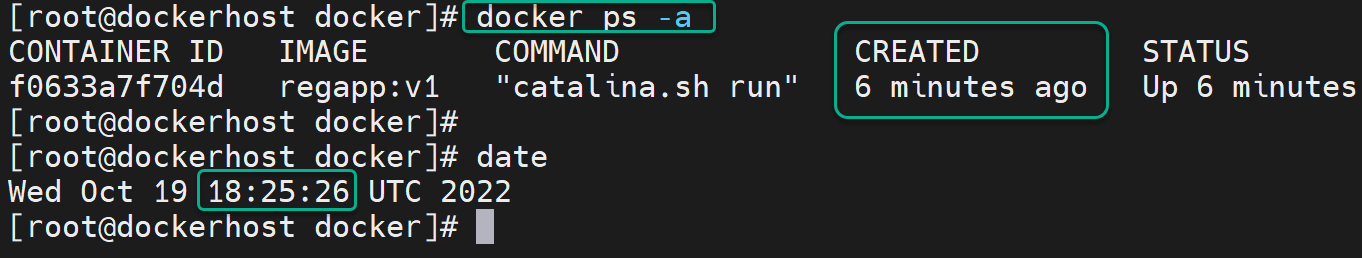 [root@dockerhost docker]# docker ps -a
CONTAINER ID   IMAGE       COMMAND             CREATED         STATUS
f0633a7f704d   regapp:v1   "catalina.sh run"   6 minutes ago   Up 6 minutes
[root@dockerhost docker]#
[root@dockerhost docker]# date
Wed Oct 19 18:25:26 UTC 2022
[root@dockerhost docker]#